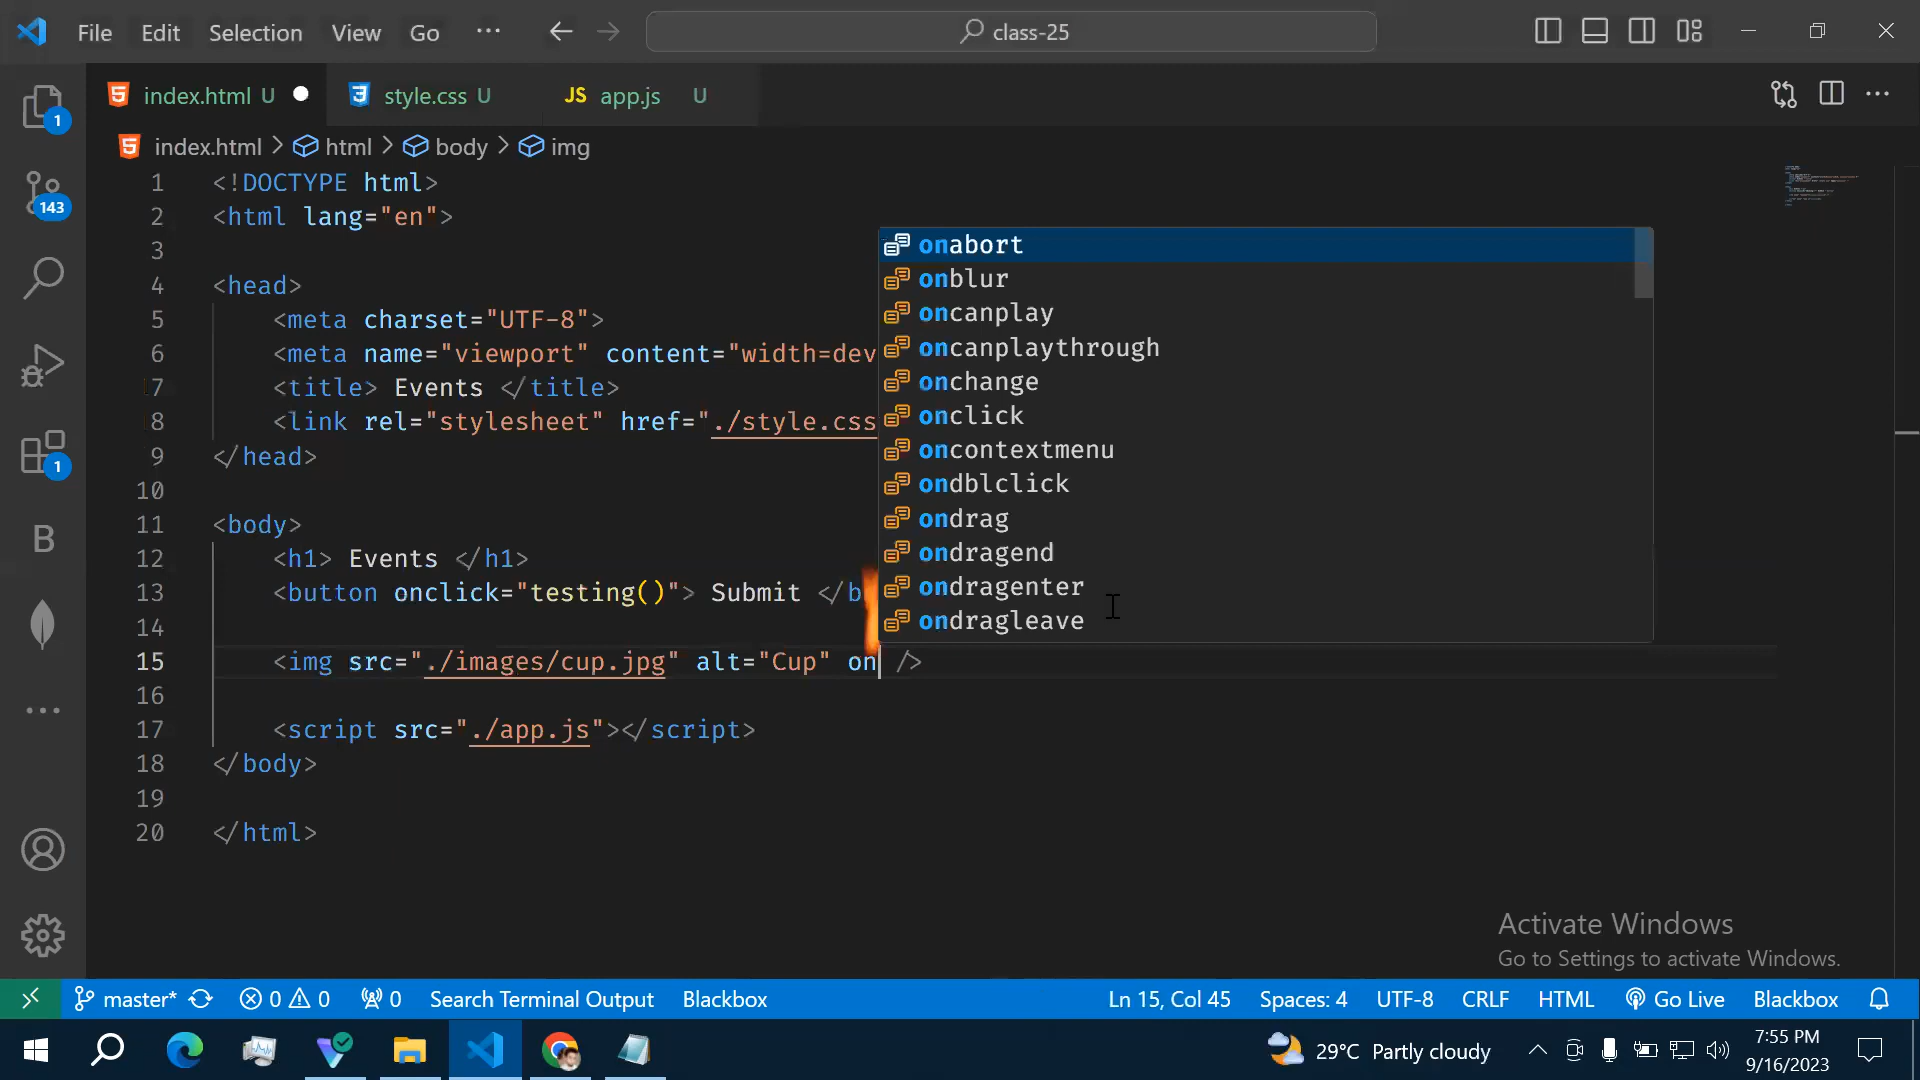 File Edit Selection View Go ··· class-25
index.html U style.css U JS app.js U
index.html > html > body > img
1 <!DOCTYPE html>
2 <html lang="en">
3
4 <head>
5 <meta charset="UTF-8">
6 <meta name="viewport" content="width=dev
7 <title> Events </title>
8 <link rel="stylesheet" href="./style.css
9 </head>
10
11 <body>
12 <h1> Events </h1>
13 <button onclick="testing()"> Submit </b
14
15 <img src="./images/cup.jpg" alt="Cup" on />
16
17 <script src="./app.js"></script>
18 </body>
19
20 </html>
onabort
onblur
oncanplay
oncanplaythrough
onchange
onclick
oncontextmenu
ondblclick
ondrag
ondragend
ondragenter
ondragleave
1
143
1
B
Activate Windows
Go to Settings to activate Windows.
master* 0 0 0 Search Terminal Output Blackbox Ln 15, Col 45 Spaces: 4 UTF-8 CRLF HTML Go Live Blackbox
29°C Partly cloudy 7:55 PM
9/16/2023